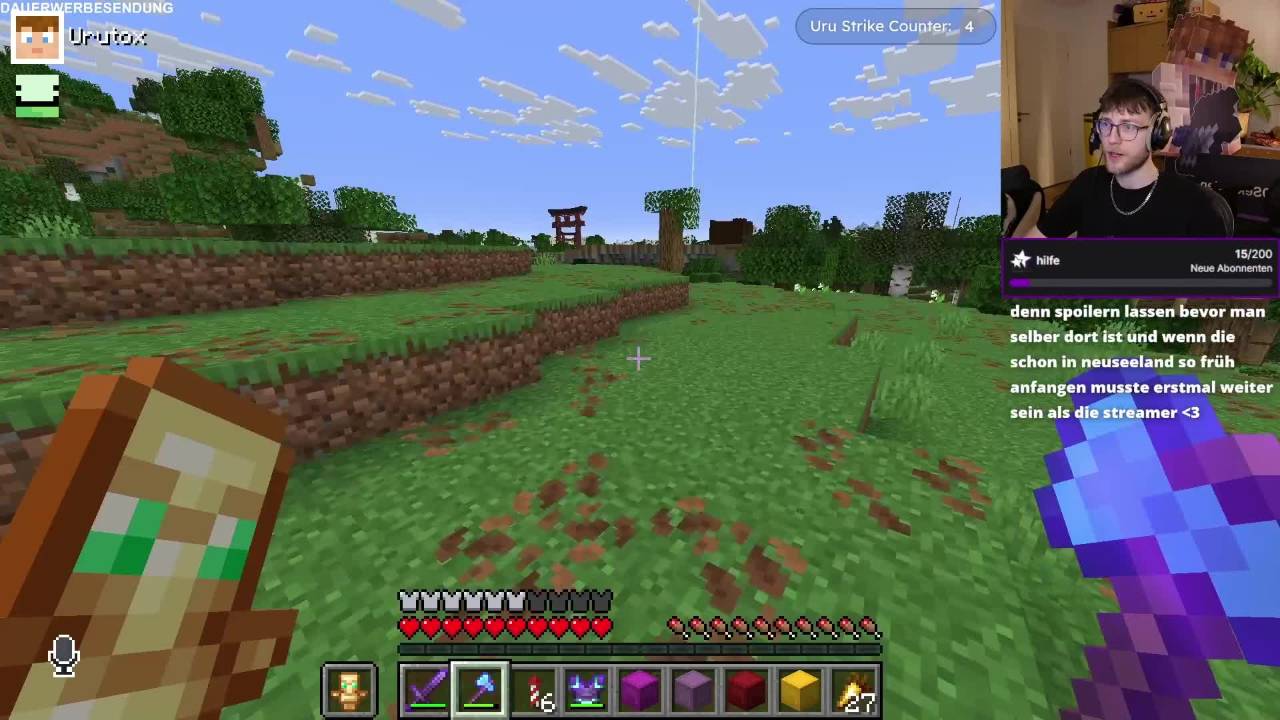 DAUERWERBESENDUNG
Urutox
Uru Strike Counter: 4
hilfe
15/200
Neue Abonnenten
denn spoilern lassen bevor man
selber dort ist und wenn die
schon in neuseeland so früh
anfangen musste erstmal weiter
sein als die streamer <3
6
27